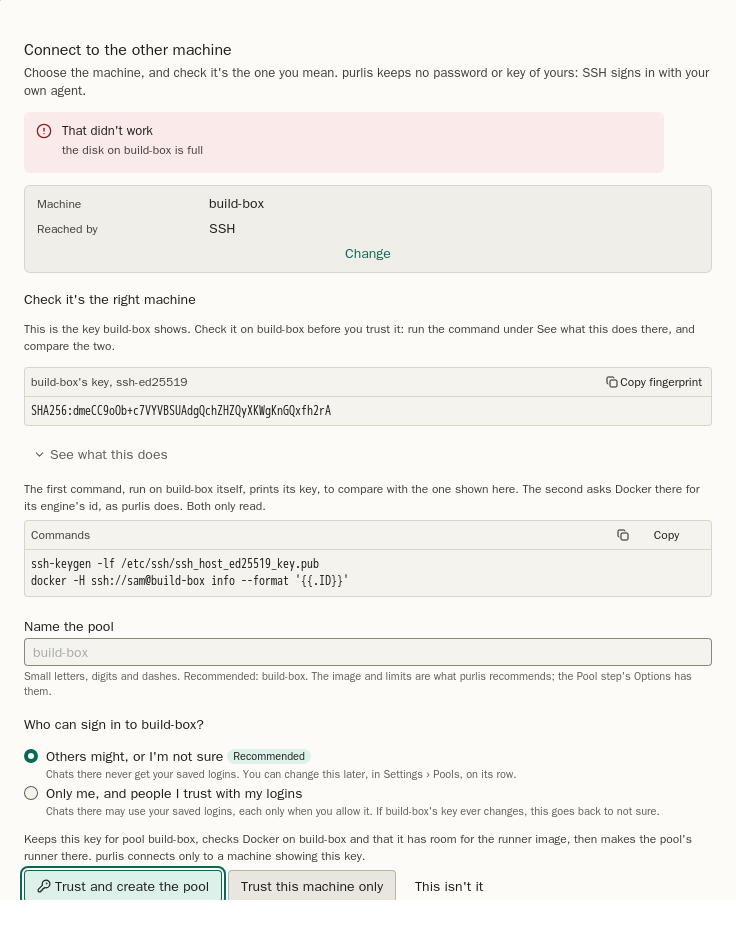 Connect to the other machine
Choose the machine, and check it's the one you mean. purlis keeps no password or key of yours: SSH signs in with your
own agent.
That didn't work
the disk on build-box is full
Machine build-box
Reached by SSH
Change
Check it's the right machine
This is the key build-box shows. Check it on build-box before you trust it: run the command under See what this does there, and
compare the two.
build-box's key, ssh-ed25519 Copy fingerprint
SHA256:dmeCC9oOb+c7VYVBSUAdgQchZHZQyXKWgKnGQxfh2rA
See what this does
The first command, run on build-box itself, prints its key, to compare with the one shown here. The second asks Docker there for
its engine's id, as purlis does. Both only read.
Commands Copy
ssh-keygen -lf /etc/ssh/ssh_host_ed25519_key.pub
docker -H ssh://sam@build-box info --format '{{.ID}}'
Name the pool
build-box
Small letters, digits and dashes. Recommended: build-box. The image and limits are what purlis recommends; the Pool step's Options has
them.
Who can sign in to build-box?
Others might, or I'm not sure Recommended
Chats there never get your saved logins. You can change this later, in Settings › Pools, on its row.
Only me, and people I trust with my logins
Chats there may use your saved logins, each only when you allow it. If build-box's key ever changes, this goes back to not sure.
Keeps this key for pool build-box, checks Docker on build-box and that it has room for the runner image, then makes the pool's
runner there. purlis connects only to a machine showing this key.
Trust and create the pool Trust this machine only This isn't it